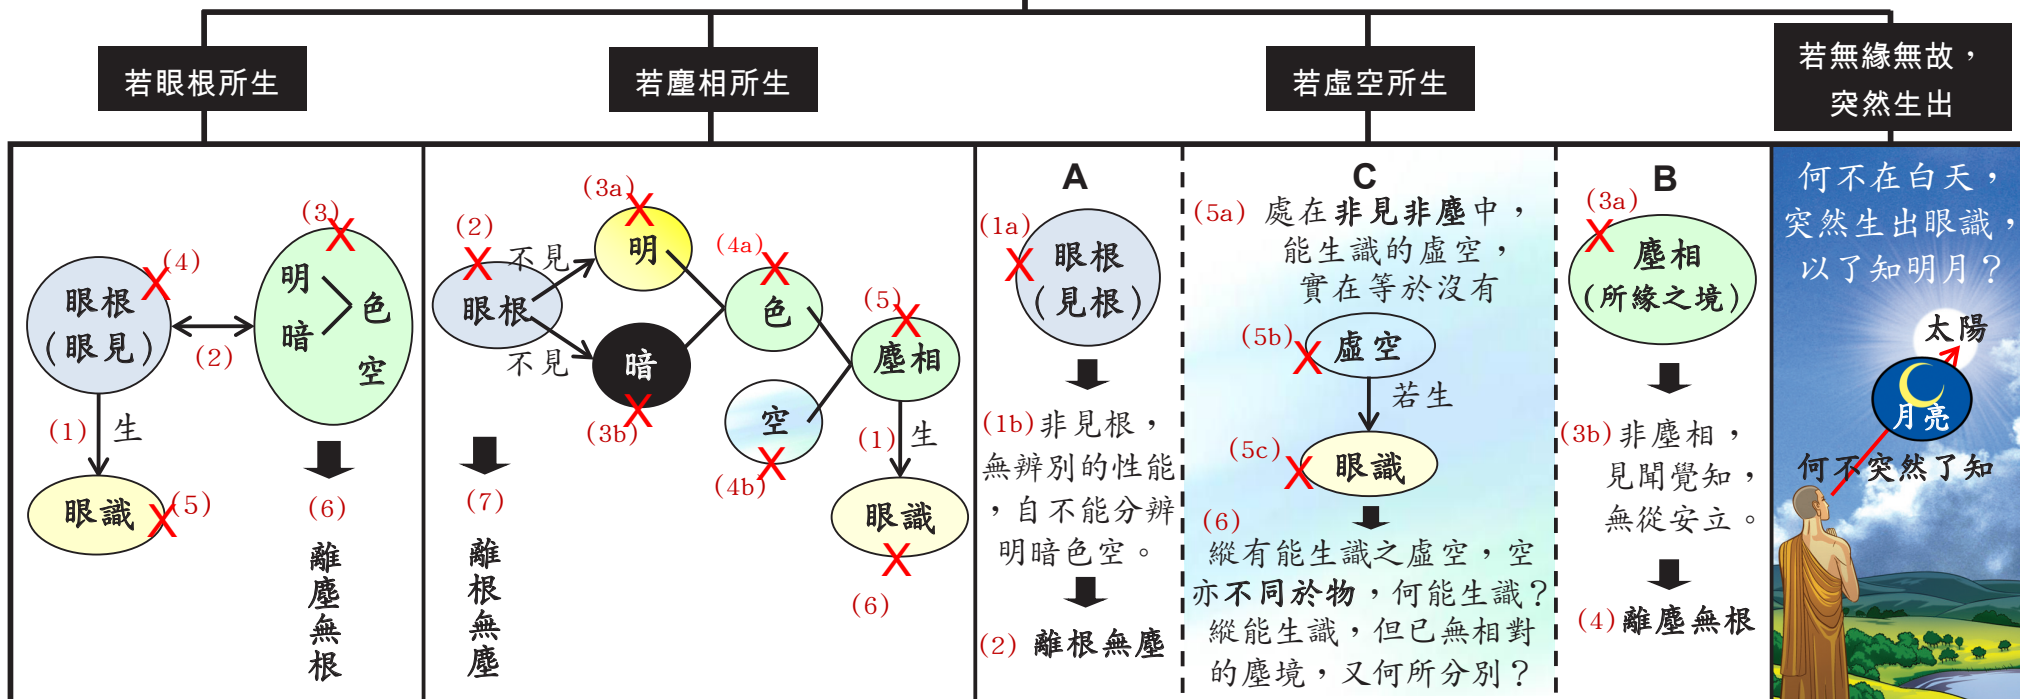 若眼根所生
若塵相所生
若虛空所生
若無緣無故，
突然生出
(3)
(4)
明
暗
色
空
眼根
(眼見)
(2)
(1)
生
眼識
(5)
(6)
離塵無根
(2)
眼根
不見
不見
(3a)
明
暗
(3b)
(4a)
色
空
(4b)
(5)
塵相
(1)
生
眼識
(6)
(7)
離根無塵
A
(1a)
眼根
(見根)
(1b)非見根，
無辨別的性能
，自不能分辨
明暗色空。
(2) 離根無塵
C
(5a) 處在非見非塵中，
能生識的虛空，
實在等於沒有
(5b)
虛空
若生
(5c)
眼識
(6)
縱有能生識之虛空，空
亦不同於物，何能生識？
縱能生識，但已無相對
的塵境，又何所分別？
B
(3a)
塵相
(所緣之境)
(3b)非塵相，
見聞覺知，
無從安立。
(4)離塵無根
何不在白天，
突然生出眼識，
以了知明月？
太陽
月亮
何不突然了知